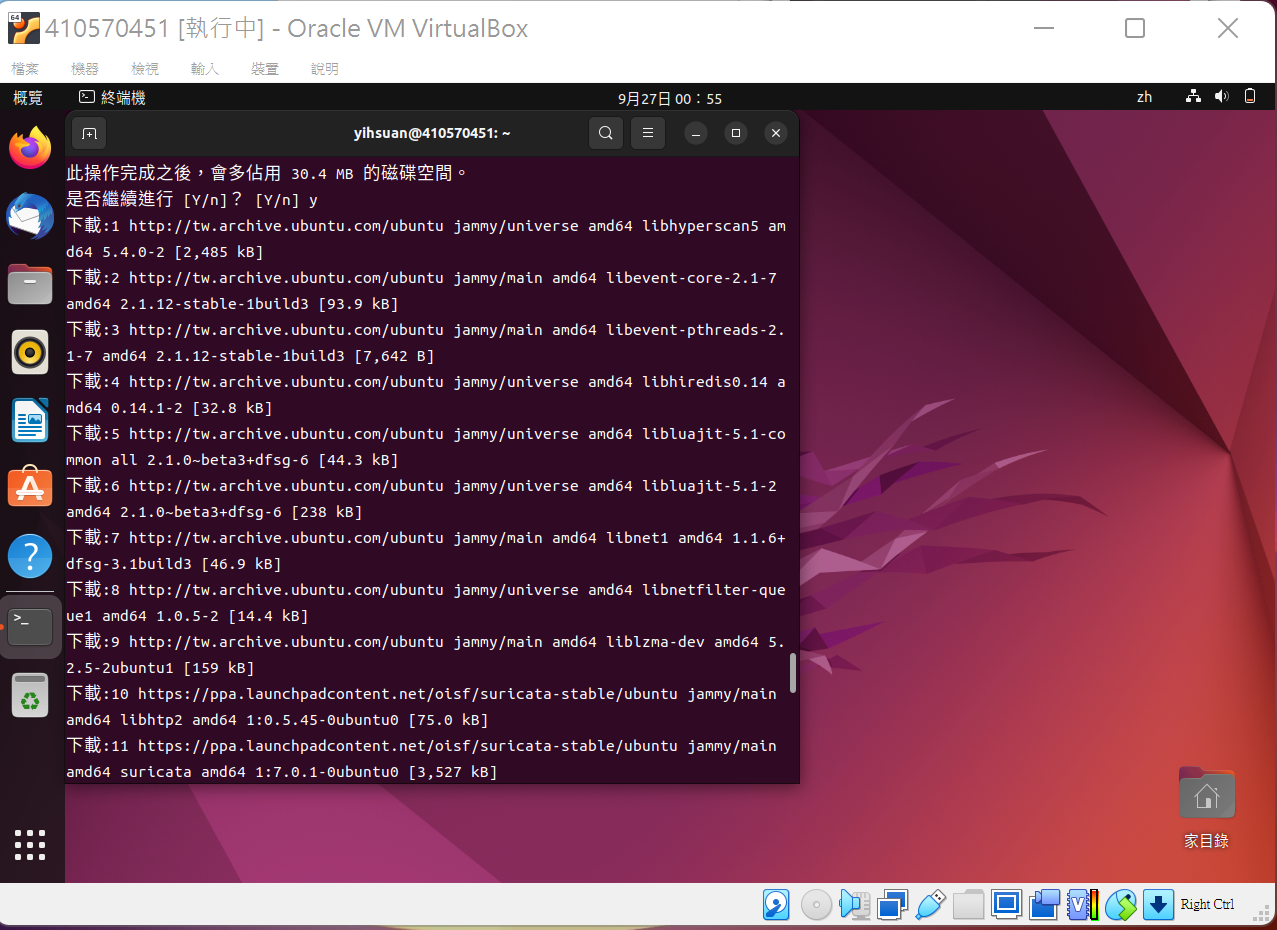 410570451 [執行中] - Oracle VM VirtualBox
檔案 機器 檢視 輸入 裝置 說明
概覽 終端機 9月27日 00：55 zh
yihsuan@410570451: ~
此操作完成之後，會多佔用 30.4 MB 的磁碟空間。
是否繼續進行 [Y/n]？ [Y/n] y
下載:1 http://tw.archive.ubuntu.com/ubuntu jammy/universe amd64 libhyperscan5 am
d64 5.4.0-2 [2,485 kB]
下載:2 http://tw.archive.ubuntu.com/ubuntu jammy/main amd64 libevent-core-2.1-7
amd64 2.1.12-stable-1build3 [93.9 kB]
下載:3 http://tw.archive.ubuntu.com/ubuntu jammy/main amd64 libevent-pthreads-2.
1-7 amd64 2.1.12-stable-1build3 [7,642 B]
下載:4 http://tw.archive.ubuntu.com/ubuntu jammy/universe amd64 libhiredis0.14 a
md64 0.14.1-2 [32.8 kB]
下載:5 http://tw.archive.ubuntu.com/ubuntu jammy/universe amd64 libluajit-5.1-co
mmon all 2.1.0~beta3+dfsg-6 [44.3 kB]
下載:6 http://tw.archive.ubuntu.com/ubuntu jammy/universe amd64 libluajit-5.1-2
amd64 2.1.0~beta3+dfsg-6 [238 kB]
下載:7 http://tw.archive.ubuntu.com/ubuntu jammy/main amd64 libnet1 amd64 1.1.6+
dfsg-3.1build3 [46.9 kB]
下載:8 http://tw.archive.ubuntu.com/ubuntu jammy/universe amd64 libnetfilter-que
ue1 amd64 1.0.5-2 [14.4 kB]
下載:9 http://tw.archive.ubuntu.com/ubuntu jammy/main amd64 liblzma-dev amd64 5.
2.5-2ubuntu1 [159 kB]
下載:10 https://ppa.launchpadcontent.net/oisf/suricata-stable/ubuntu jammy/main
amd64 libhtp2 amd64 1:0.5.45-0ubuntu0 [75.0 kB]
下載:11 https://ppa.launchpadcontent.net/oisf/suricata-stable/ubuntu jammy/main
amd64 suricata amd64 1:7.0.1-0ubuntu0 [3,527 kB]
家目錄
Right Ctrl